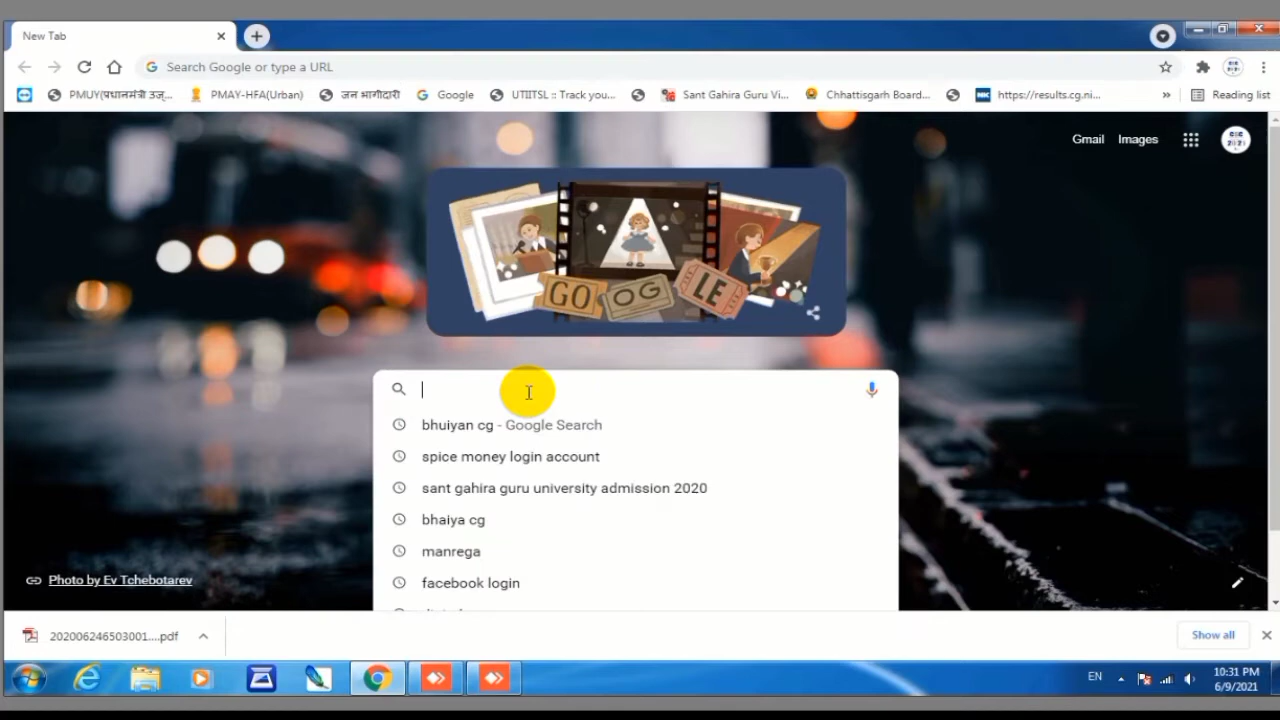 New Tab
Search Google or type a URL
PMUY(प्रधानमंत्री उज्... PMAY-HFA(Urban) जन भागीदारी Google UTIITSL :: Track you... Sant Gahira Guru Vi... Chhattisgarh Board... https://results.cg.ni... » Reading list
Gmail Images
GO OG LE
bhuiyan cg - Google Search
spice money login account
sant gahira guru university admission 2020
bhaiya cg
manrega
facebook login
Photo by Ev Tchebotarev
202006246503001....pdf
Show all
EN
10:31 PM
6/9/2021